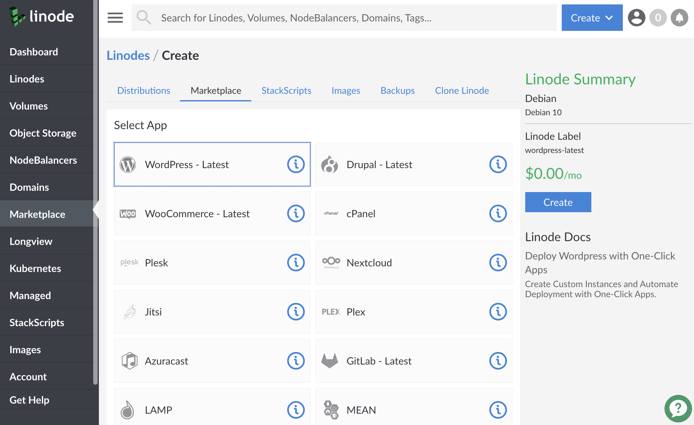 linode
Search for Linodes, Volumes, NodeBalancers, Domains, Tags...
Create
0
Dashboard
Linodes
Volumes
Object Storage
NodeBalancers
Domains
Marketplace
Longview
Kubernetes
Managed
StackScripts
Images
Account
Get Help
Linodes / Create
Distributions
Marketplace
StackScripts
Images
Backups
Clone Linode
Select App
WordPress - Latest
Drupal - Latest
WOO WooCommerce - Latest
cPanel cPanel
plesk Plesk
Nextcloud
Jitsi
PLEX Plex
Azuracast
GitLab - Latest
LAMP
MEAN
Linode Summary
Debian
Debian 10
Linode Label
wordpress-latest
$0.00/mo
Create
Linode Docs
Deploy Wordpress with One-Click
Apps
Create Custom Instances and Automate
Deployment with One-Click Apps.
?